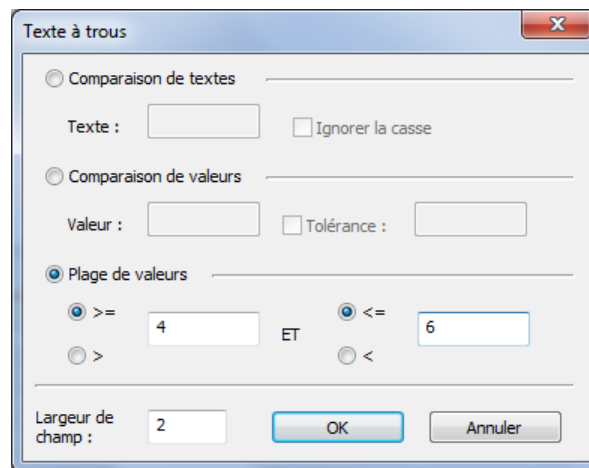 Texte à trous
Comparaison de textes
Texte : Ignorer la casse
Comparaison de valeurs
Valeur : Tolérance :
Plage de valeurs
>= 4 ET <= 6
> <
Largeur de
champ : 2 OK Annuler